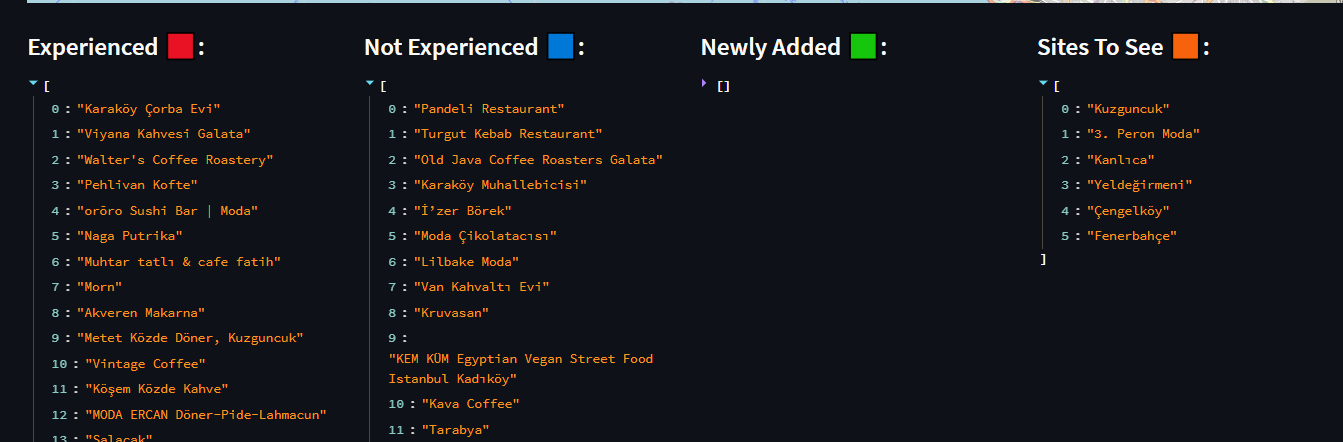 Experienced :
[
0 : "Karaköy Çorba Evi"
1 : "Viyana Kahvesi Galata"
2 : "Walter's Coffee Roastery"
3 : "Pehlivan Kofte"
4 : "orōro Sushi Bar | Moda"
5 : "Naga Putrika"
6 : "Muhtar tatlı & cafe fatih"
7 : "Morn"
8 : "Akveren Makarna"
9 : "Metet Közde Döner, Kuzguncuk"
10 : "Vintage Coffee"
11 : "Köşem Közde Kahve"
12 : "MODA ERCAN Döner-Pide-Lahmacun"
13 : "Salacak"
Not Experienced :
[
0 : "Pandeli Restaurant"
1 : "Turgut Kebab Restaurant"
2 : "Old Java Coffee Roasters Galata"
3 : "Karaköy Muhallebicisi"
4 : "İ’zer Börek"
5 : "Moda Çikolatacısı"
6 : "Lilbake Moda"
7 : "Van Kahvaltı Evi"
8 : "Kruvasan"
9 :
"KEM KÜM Egyptian Vegan Street Food
Istanbul Kadıköy"
10 : "Kava Coffee"
11 : "Tarabya"
Newly Added :
[]
Sites To See :
[
0 : "Kuzguncuk"
1 : "3. Peron Moda"
2 : "Kanlıca"
3 : "Yeldeğirmeni"
4 : "Çengelköy"
5 : "Fenerbahçe"
]